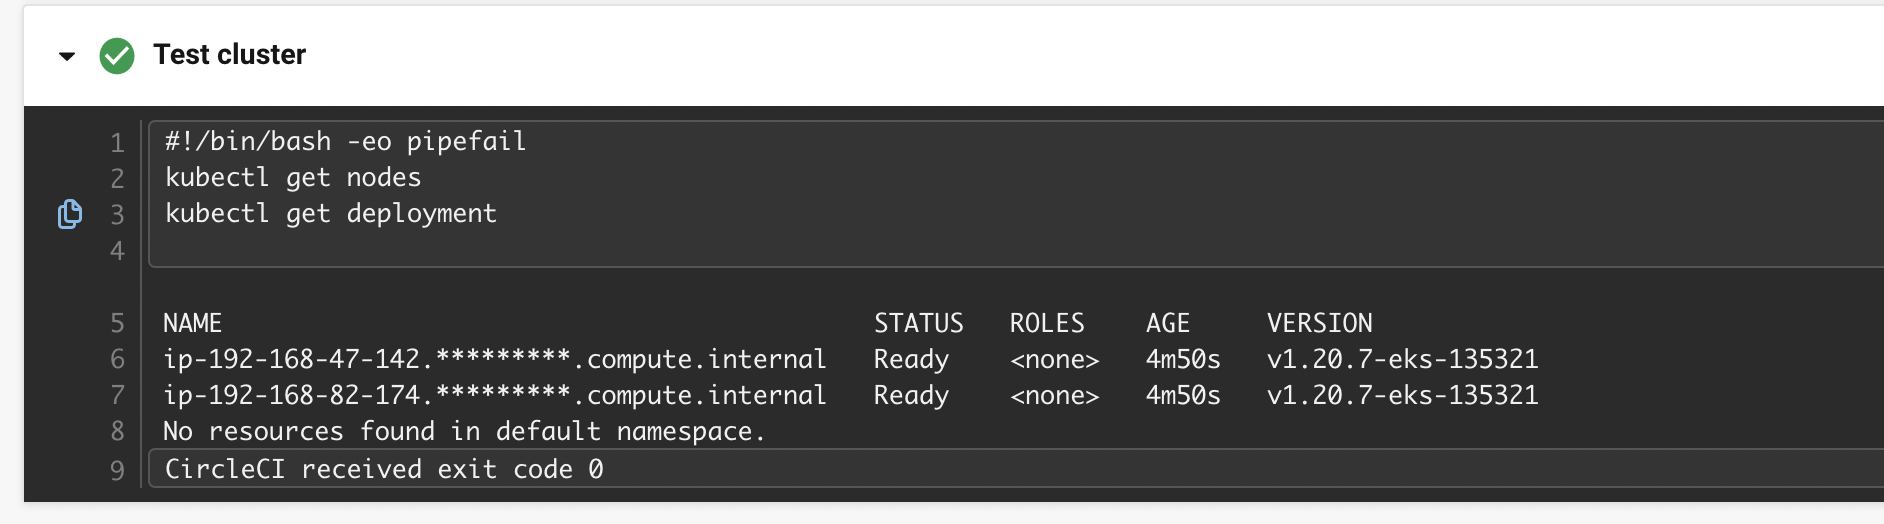 Test cluster
1 #!/bin/bash -eo pipefail
2 kubectl get nodes
3 kubectl get deployment
4
5 NAME STATUS ROLES AGE VERSION
6 ip-192-168-47-142.*********.compute.internal Ready <none> 4m50s v1.20.7-eks-135321
7 ip-192-168-82-174.*********.compute.internal Ready <none> 4m50s v1.20.7-eks-135321
8 No resources found in default namespace.
9 CircleCI received exit code 0